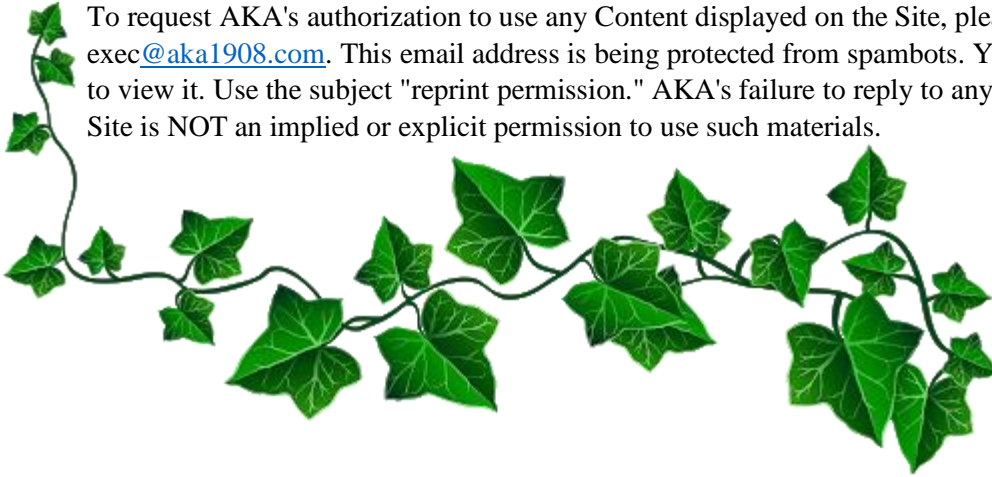 To request AKA's authorization to use any Content displayed on the Site, plea
exec@aka1908.com. This email address is being protected from spambots. Y
to view it. Use the subject "reprint permission." AKA's failure to reply to any
Site is NOT an implied or explicit permission to use such materials.